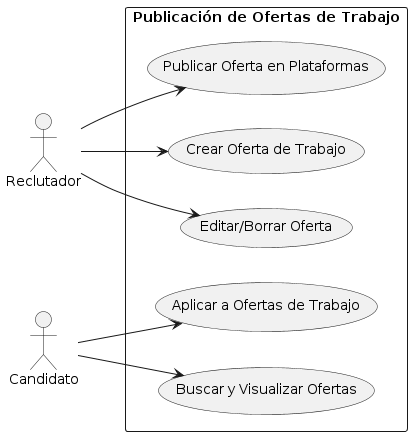 Publicación de Ofertas de Trabajo
Publicar Oferta en Plataformas
Crear Oferta de Trabajo
Reclutador
Editar/Borrar Oferta
Aplicar a Ofertas de Trabajo
Candidato
Buscar y Visualizar Ofertas